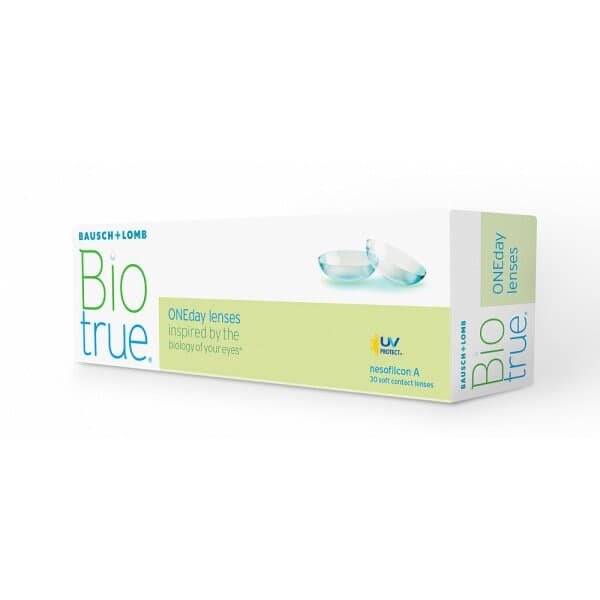 BAUSCH + LOMB
Bio
true®
ONEday lenses
inspired by the
biology of your eyes*
UV
PROTECT
nesofilcon A
30 soft contact lenses
BAUSCH + LOMB
Bio
true®
ONEday
lenses